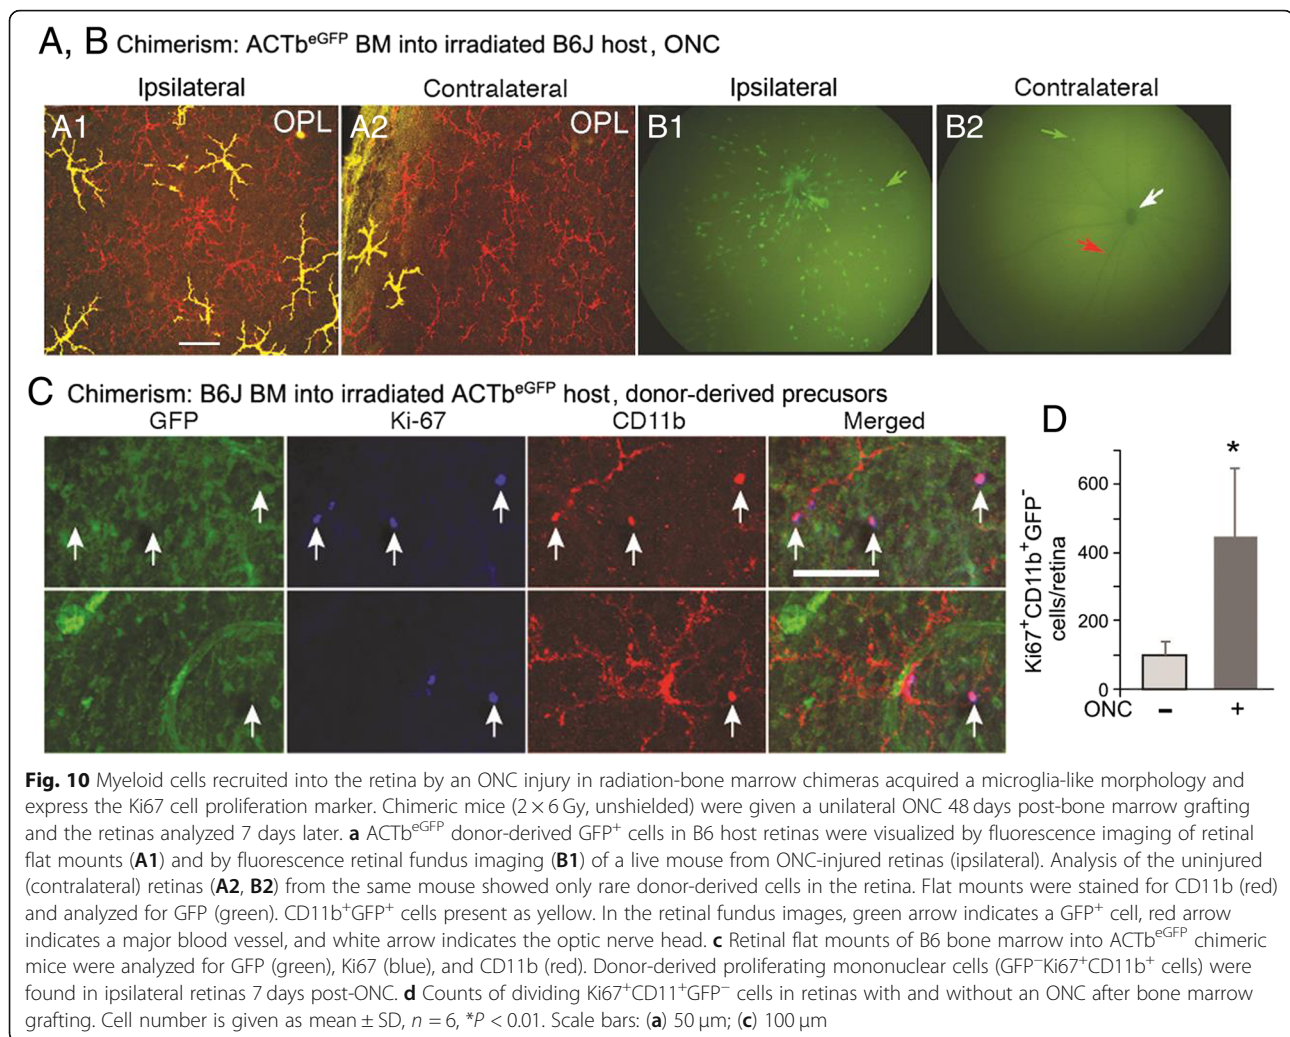 A, B Chimerism: ACTb^eGFP BM into irradiated B6J host, ONC
Ipsilateral Contralateral Ipsilateral Contralateral
A1 OPL A2 OPL B1 B2
C Chimerism: B6J BM into irradiated ACTb^eGFP host, donor-derived precusors
GFP Ki-67 CD11b Merged
D
Ki67⁺CD11b⁺GFP⁻
cells/retina
600
400
200
0
*
ONC − +
Fig. 10 Myeloid cells recruited into the retina by an ONC injury in radiation-bone marrow chimeras acquired a microglia-like morphology and
express the Ki67 cell proliferation marker. Chimeric mice (2 × 6 Gy, unshielded) were given a unilateral ONC 48 days post-bone marrow grafting
and the retinas analyzed 7 days later. a ACTb^eGFP donor-derived GFP⁺ cells in B6 host retinas were visualized by fluorescence imaging of retinal
flat mounts (A1) and by fluorescence retinal fundus imaging (B1) of a live mouse from ONC-injured retinas (ipsilateral). Analysis of the uninjured
(contralateral) retinas (A2, B2) from the same mouse showed only rare donor-derived cells in the retina. Flat mounts were stained for CD11b (red)
and analyzed for GFP (green). CD11b⁺GFP⁺ cells present as yellow. In the retinal fundus images, green arrow indicates a GFP⁺ cell, red arrow
indicates a major blood vessel, and white arrow indicates the optic nerve head. c Retinal flat mounts of B6 bone marrow into ACTb^eGFP chimeric
mice were analyzed for GFP (green), Ki67 (blue), and CD11b (red). Donor-derived proliferating mononuclear cells (GFP⁻Ki67⁺CD11b⁺ cells) were
found in ipsilateral retinas 7 days post-ONC. d Counts of dividing Ki67⁺CD11⁺GFP⁻ cells in retinas with and without an ONC after bone marrow
grafting. Cell number is given as mean ± SD, n = 6, *P < 0.01. Scale bars: (a) 50 μm; (c) 100 μm